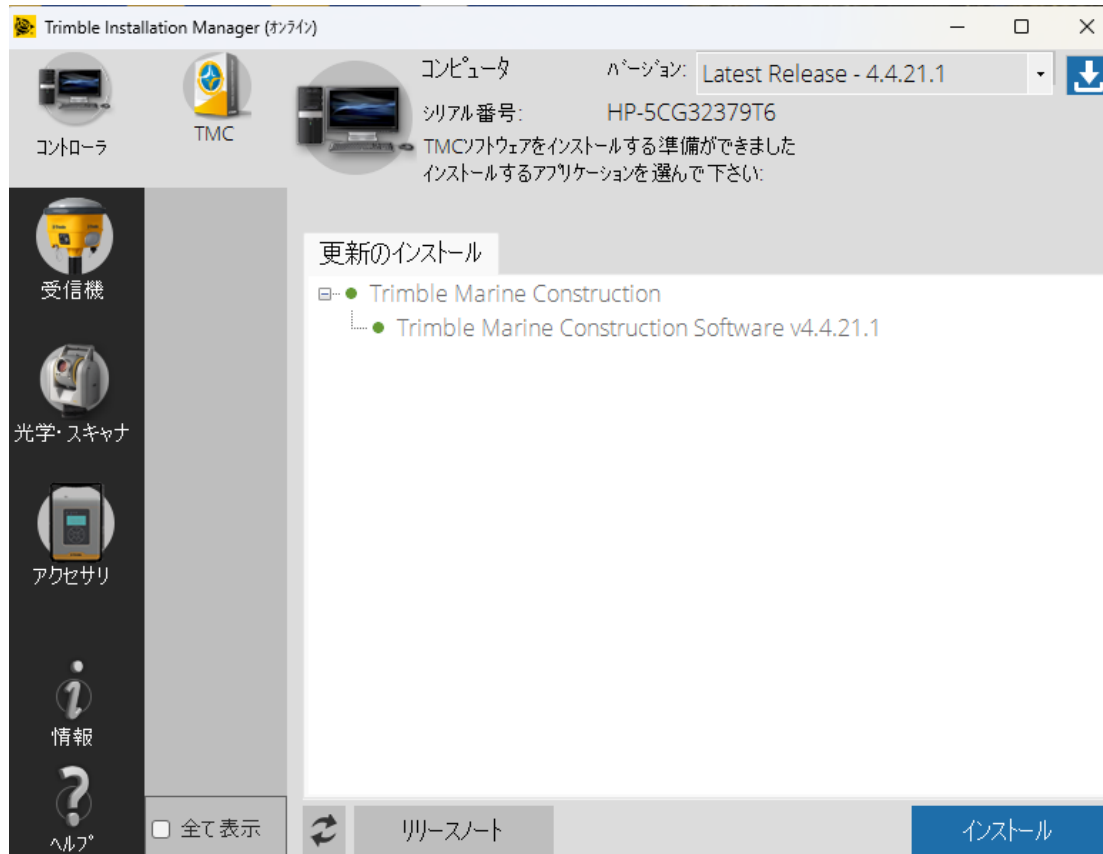 Trimble Installation Manager (ｵﾝﾗｲﾝ)
ｺﾝﾄﾛｰﾗ
TMC
コンピュータ
ﾊﾞｰｼﾞｮﾝ: Latest Release - 4.4.21.1
シリアル番号: HP-5CG32379T6
TMCｿﾌﾄｳｪｱをｲﾝｽﾄｰﾙする準備ができました
ｲﾝｽﾄｰﾙするｱﾌﾟﾘｹｰｼｮﾝを選んで下さい:
受信機
光学・スキャナ
アクセサリ
情報
ﾍﾙﾌﾟ
更新のインストール
Trimble Marine Construction
Trimble Marine Construction Software v4.4.21.1
全て表示
リリースノート
インストール